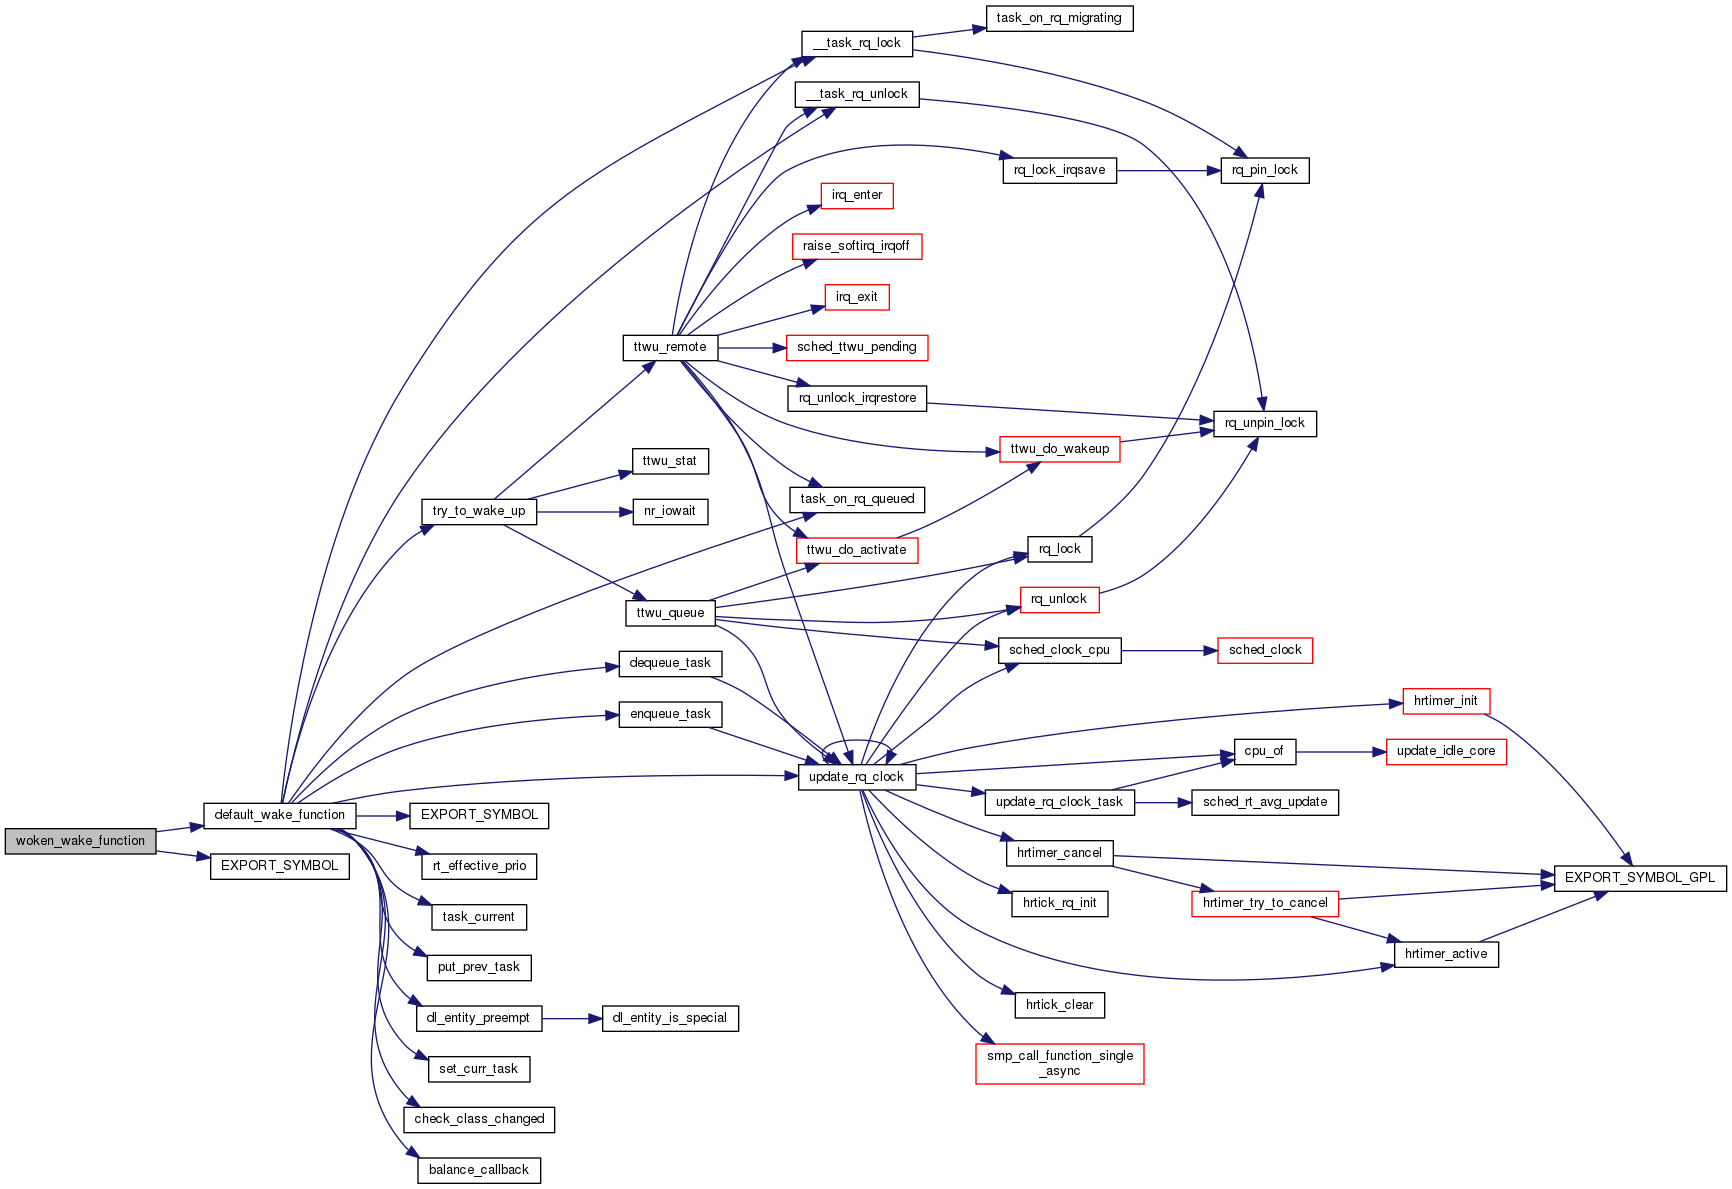 task_on_rq_migrating
__task_rq_lock
__task_rq_unlock
rq_lock_irqsave
rq_pin_lock
irq_enter
raise_softirq_irqoff
irq_exit
ttwu_remote
sched_ttwu_pending
rq_unlock_irqrestore
rq_unpin_lock
ttwu_do_wakeup
ttwu_stat
task_on_rq_queued
try_to_wake_up
nr_iowait
ttwu_do_activate
rq_lock
rq_unlock
ttwu_queue
sched_clock_cpu
sched_clock
dequeue_task
hrtimer_init
enqueue_task
cpu_of
update_idle_core
update_rq_clock
update_rq_clock_task
sched_rt_avg_update
default_wake_function
EXPORT_SYMBOL
woken_wake_function
hrtimer_cancel
EXPORT_SYMBOL
rt_effective_prio
EXPORT_SYMBOL_GPL
hrtick_rq_init
hrtimer_try_to_cancel
task_current
hrtimer_active
put_prev_task
hrtick_clear
dl_entity_preempt
dl_entity_is_special
smp_call_function_single
_async
set_curr_task
check_class_changed
balance_callback